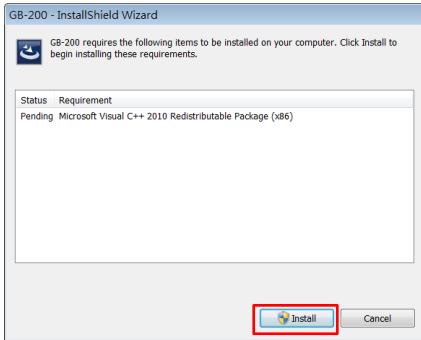 GB-200 - InstallShield Wizard
GB-200 requires the following items to be installed on your computer. Click Install to
begin installing these requirements.
Status Requirement
Pending Microsoft Visual C++ 2010 Redistributable Package (x86)
Install Cancel